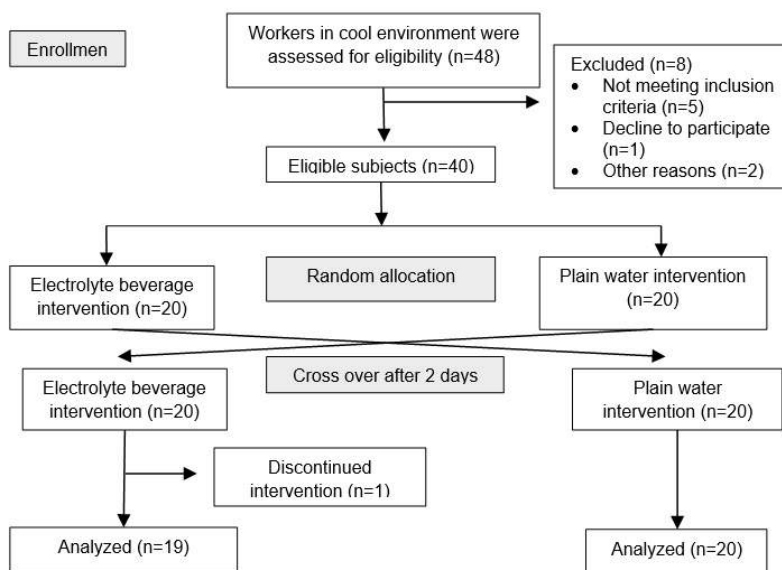 Enrollmen
Workers in cool environment were
assessed for eligibility (n=48)
Excluded (n=8)
• Not meeting inclusion
criteria (n=5)
• Decline to participate
(n=1)
• Other reasons (n=2)
Eligible subjects (n=40)
Electrolyte beverage
intervention (n=20)
Random allocation
Plain water intervention
(n=20)
Cross over after 2 days
Electrolyte beverage
intervention (n=20)
Plain water
intervention (n=20)
Discontinued
intervention (n=1)
Analyzed (n=19)
Analyzed (n=20)